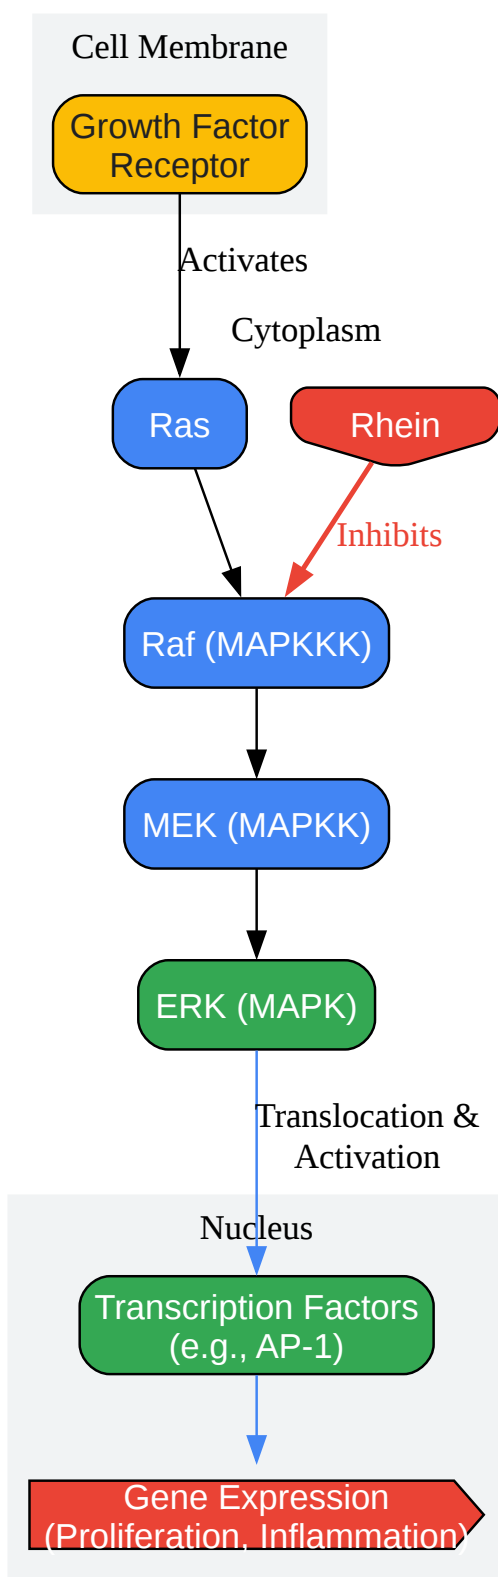 Cell Membrane
Growth Factor
Receptor
Activates
Cytoplasm
Ras
Rhein
Inhibits
Raf (MAPKKK)
MEK (MAPKK)
ERK (MAPK)
Translocation &
Activation
Nucleus
Transcription Factors
(e.g., AP-1)
Gene Expression
(Proliferation, Inflammation)